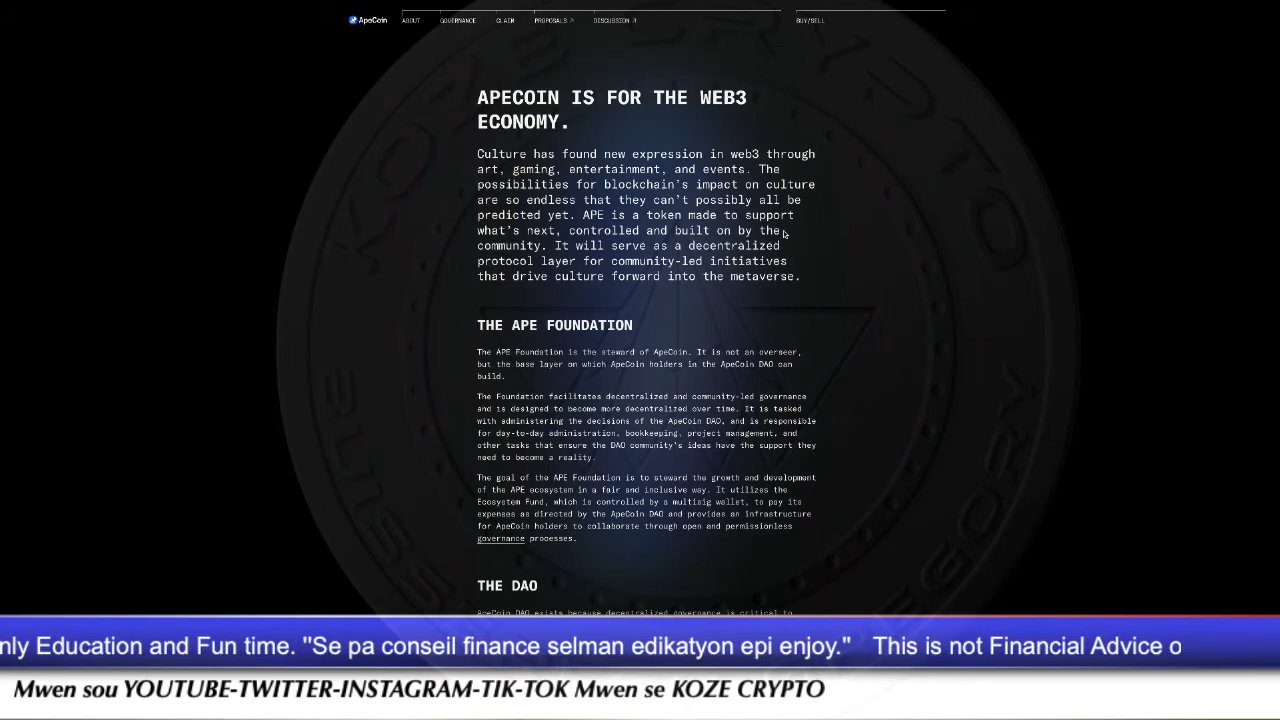 ApeCoin ABOUT GOVERNANCE CLAIM PROPOSALS DISCUSSION BUY/SELL
APECOIN IS FOR THE WEB3
ECONOMY.
Culture has found new expression in web3 through
art, gaming, entertainment, and events. The
possibilities for blockchain's impact on culture
are so endless that they can't possibly all be
predicted yet. APE is a token made to support
what's next, controlled and built on by the
community. It will serve as a decentralized
protocol layer for community-led initiatives
that drive culture forward into the metaverse.
THE APE FOUNDATION
The APE Foundation is the steward of ApeCoin. It is not an overseer,
but the base layer on which ApeCoin holders in the ApeCoin DAO can
build.
The Foundation facilitates decentralized and community-led governance
and is designed to become more decentralized over time. It is tasked
with administering the decisions of the ApeCoin DAO, and is responsible
for day-to-day administration, bookkeeping, project management, and
other tasks that ensure the DAO community's ideas have the support they
need to become a reality.
The goal of the APE Foundation is to steward the growth and development
of the APE ecosystem in a fair and inclusive way. It utilizes the
Ecosystem Fund, which is controlled by a multisig wallet, to pay its
expenses as directed by the ApeCoin DAO and provides an infrastructure
for ApeCoin holders to collaborate through open and permissionless
governance processes.
THE DAO
ApeCoin DAO exists because decentralized governance is critical to
nly Education and Fun time. "Se pa conseil finance selman edikatyon epi enjoy." This is not Financial Advice o
Mwen sou YOUTUBE-TWITTER-INSTAGRAM-TIK-TOK Mwen se KOZE CRYPTO
KOZE CRYPTO